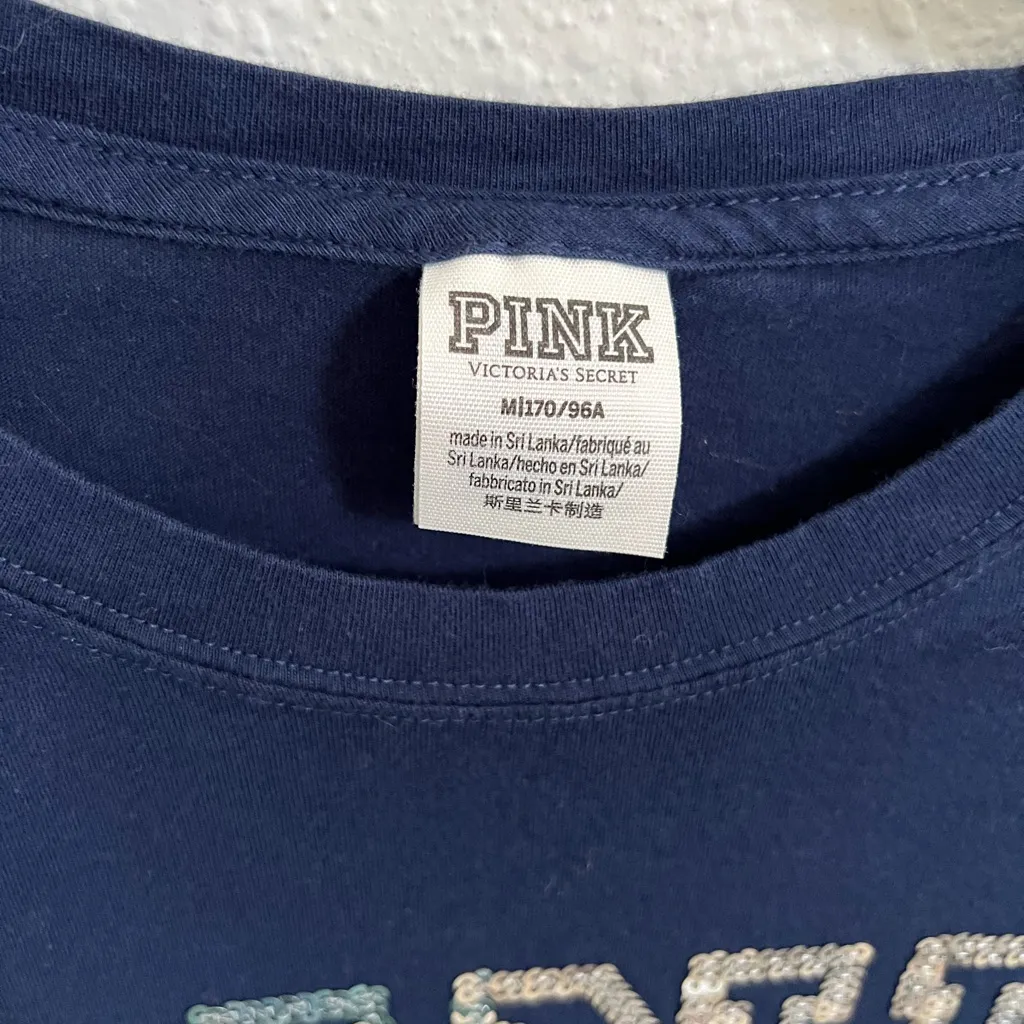 PINK
VICTORIA'S SECRET
M|170/96A
made in Sri Lanka/fabriqué au
Sri Lanka/hecho en Sri Lanka/
fabbricato in Sri Lanka/
斯里兰卡制造